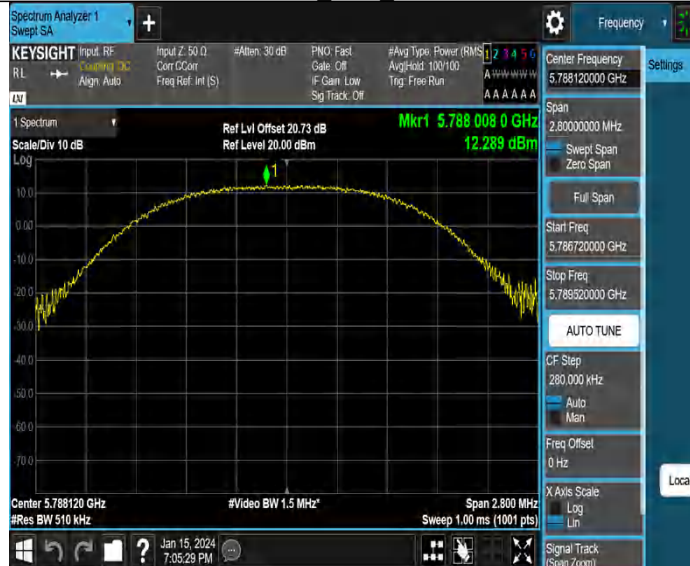 Spectrum Analyzer 1
Swept SA
+
Frequency
Settings
KEYSIGHT
RL
Input: RF
Coupling: DC
Align: Auto
Input Z: 50 Ω
Corr CCorr
Freq Ref: Int (S)
#Atten: 30 dB
PNO: Fast
Gate: Off
IF Gain: Low
Sig Track: Off
#Avg Type: Power (RMS
Avg|Hold: 100/100
Trig: Free Run
1 2 3 4 5 6
A W W W W W
A A A A A A
LXI
1 Spectrum
Scale/Div 10 dB
Ref Lvl Offset 20.73 dB
Ref Level 20.00 dBm
Mkr1 5.788 008 0 GHz
12.289 dBm
Log
1
10.0
0.00
-10.0
-20.0
-30.0
-40.0
-50.0
-60.0
-70.0
Center 5.788120 GHz
#Res BW 510 kHz
#Video BW 1.5 MHz*
Span 2.800 MHz
Sweep 1.00 ms (1001 pts)
?
Jan 15, 2024
7:05:29 PM
Center Frequency
5.788120000 GHz
Span
2.80000000 MHz
Swept Span
Zero Span
Full Span
Start Freq
5.786720000 GHz
Stop Freq
5.789520000 GHz
AUTO TUNE
CF Step
280.000 kHz
Auto
Man
Freq Offset
0 Hz
X Axis Scale
Log
Lin
Signal Track
(Span Zoom)
Loca